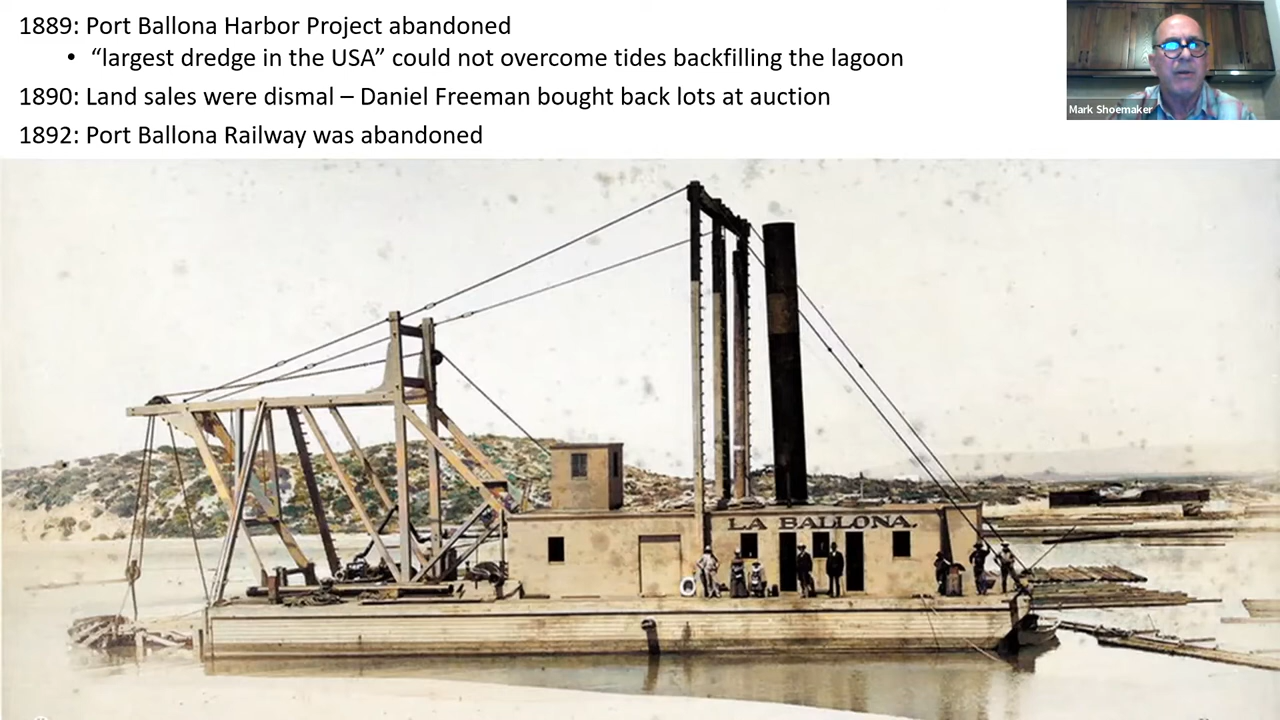 1889: Port Ballona Harbor Project abandoned
• “largest dredge in the USA” could not overcome tides backfilling the lagoon
1890: Land sales were dismal – Daniel Freeman bought back lots at auction
1892: Port Ballona Railway was abandoned
Mark Shoemaker
LA BALLONA.